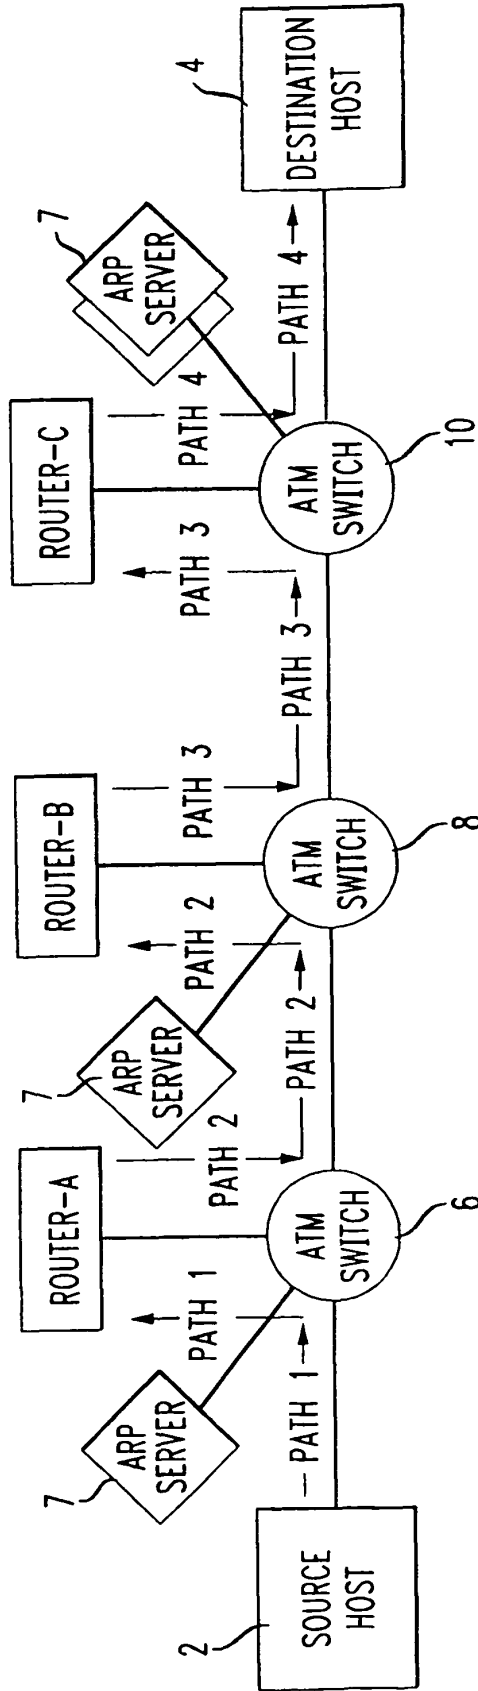 SOURCE
HOST
2
PATH 1
PATH 1
ARP
SERVER
7
ATM
SWITCH
6
ROUTER-A
PATH 2
PATH 2
PATH 2
ARP
SERVER
7
ATM
SWITCH
8
ROUTER-B
PATH 3
PATH 3
PATH 3
ATM
SWITCH
10
ROUTER-C
PATH 4
PATH 4
ARP
SERVER
7
DESTINATION
HOST
4